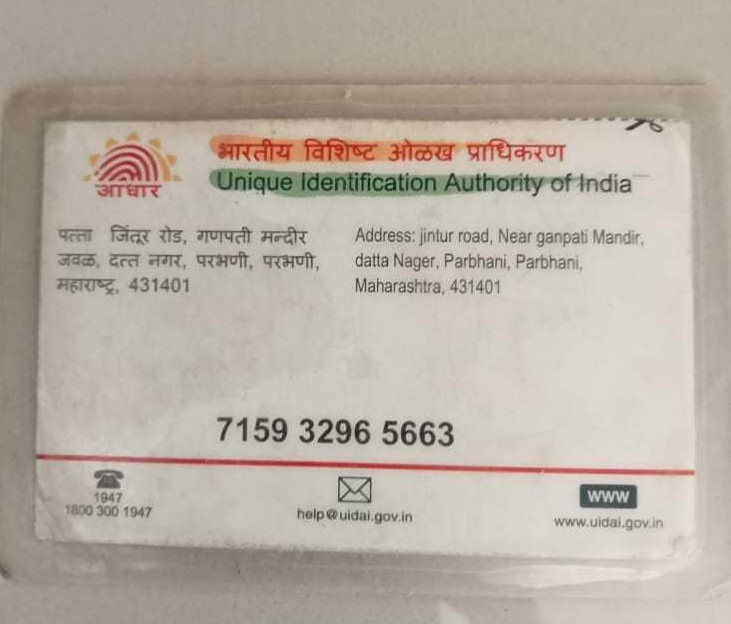 आधार
भारतीय विशिष्ट ओळख प्राधिकरण
Unique Identification Authority of India
पत्ता जिंतूर रोड, गणपती मन्दीर
जवळ, दत्त नगर, परभणी, परभणी,
महाराष्ट्र, 431401
Address: jintur road, Near ganpati Mandir,
datta Nager, Parbhani, Parbhani,
Maharashtra, 431401
7159 3296 5663
1947
1800 300 1947
help@uidai.gov.in
www
www.uidai.gov.in